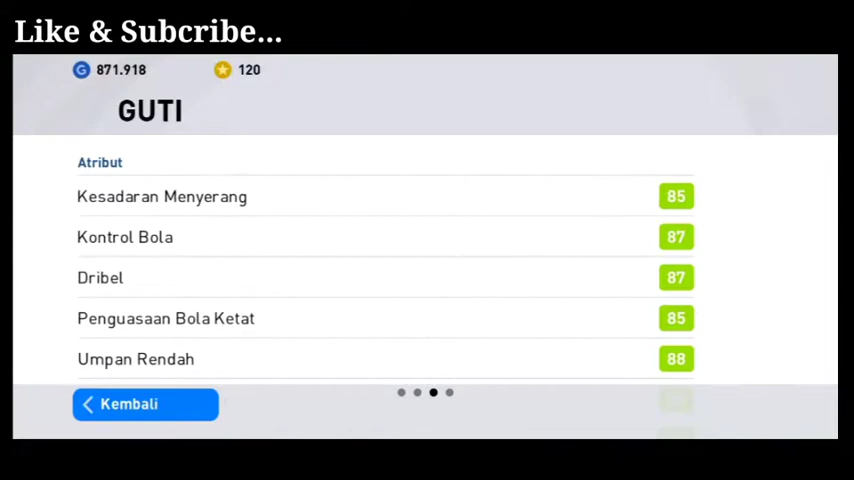 Like & Subcribe...
G 871.918 120
GUTI
Atribut
Kesadaran Menyerang 85
Kontrol Bola 87
Dribel 87
Penguasaan Bola Ketat 85
Umpan Rendah 88
Kembali